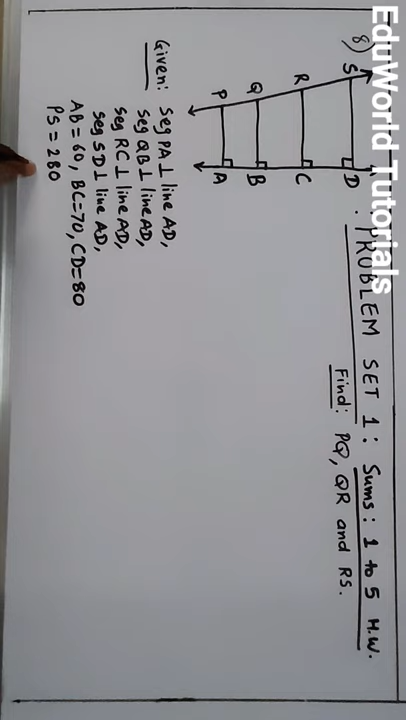 EduWorld Tutorials
PROBLEM SET 1 : Sums : 1 to 5 H.W.
8)
S
R
Q
P
D
C
B
A
Find: PQ, QR and RS.
Given: Seg PA ⊥ line AD,
seg QB ⊥ line AD,
seg RC ⊥ line AD,
seg SD ⊥ line AD,
AB = 60, BC = 70, CD = 80
PS = 280